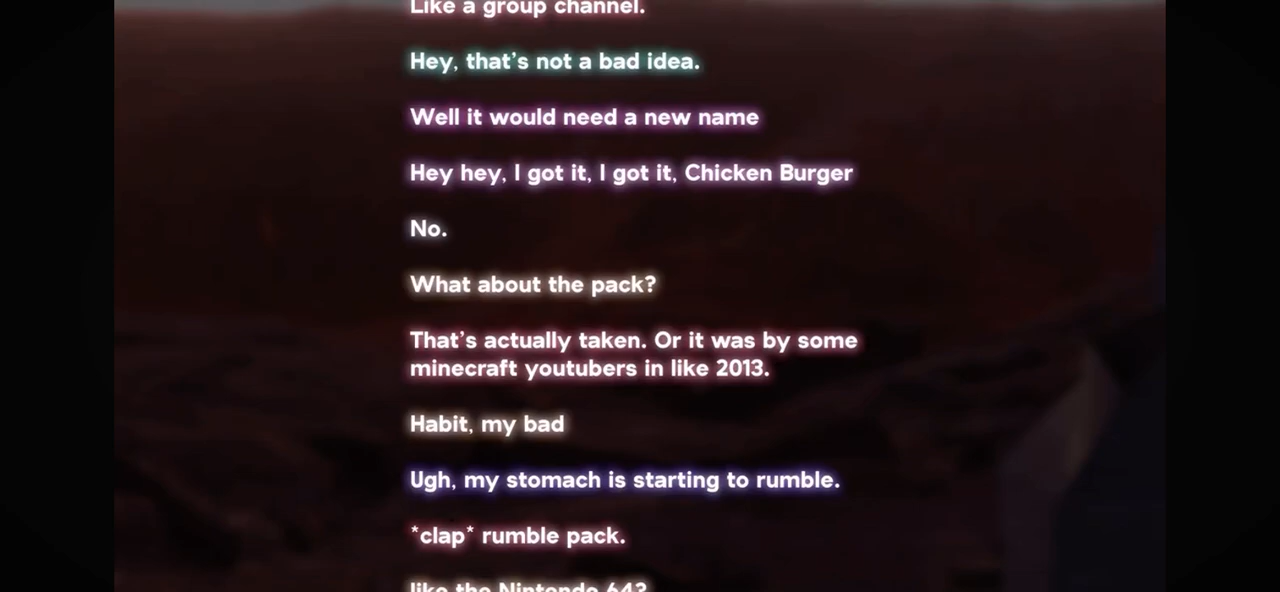 Like a group channel.
Hey, that's not a bad idea.
Well it would need a new name
Hey hey, I got it, I got it, Chicken Burger
No.
What about the pack?
That's actually taken. Or it was by some
minecraft youtubers in like 2013.
Habit, my bad
Ugh, my stomach is starting to rumble.
*clap* rumble pack.
like the Nintendo 64?